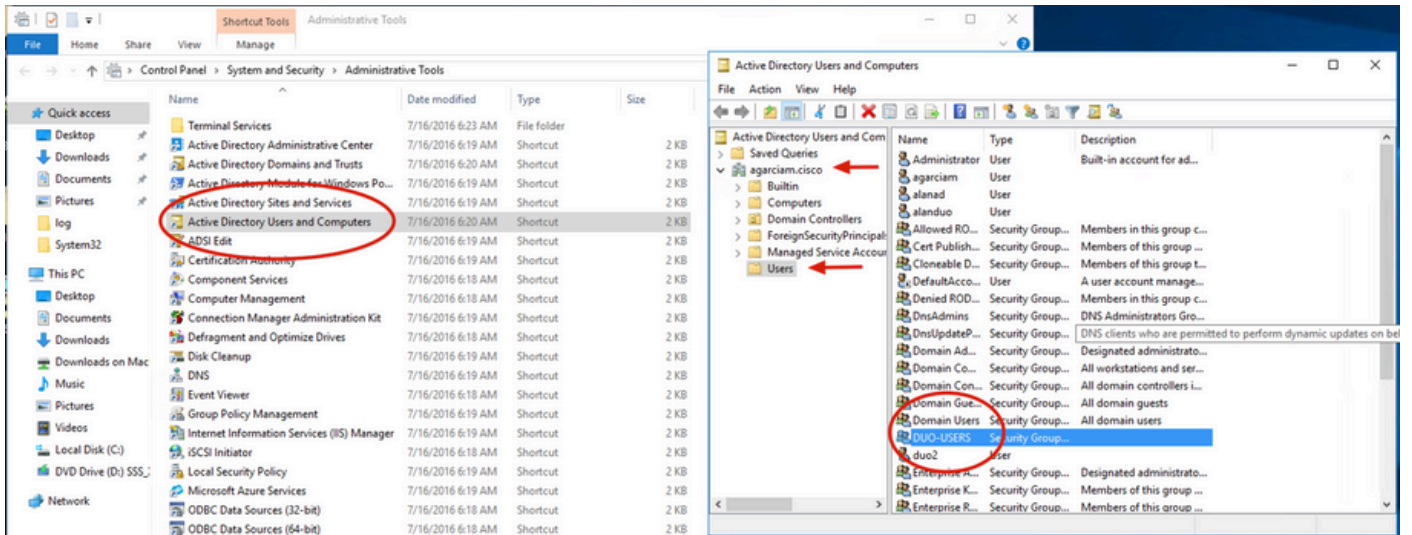 Shortcut Tools Administrative Tools
File Home Share View Manage
Control Panel > System and Security > Administrative Tools
Name Date modified Type Size
Quick access
Desktop
Downloads
Documents
Pictures
log
System32
This PC
Desktop
Documents
Downloads
Downloads on Mac
Music
Pictures
Videos
Local Disk (C:)
DVD Drive (D:) SSS_
Network
Terminal Services 7/16/2016 6:23 AM File folder
Active Directory Administrative Center 7/16/2016 6:19 AM Shortcut 2 KB
Active Directory Domains and Trusts 7/16/2016 6:20 AM Shortcut 2 KB
Active Directory Module for Windows Po... 7/16/2016 6:19 AM Shortcut 2 KB
Active Directory Sites and Services 7/16/2016 6:19 AM Shortcut 2 KB
Active Directory Users and Computers 7/16/2016 6:20 AM Shortcut 2 KB
ADSI Edit 7/16/2016 6:19 AM Shortcut 2 KB
Certification Authority 7/16/2016 6:19 AM Shortcut 2 KB
Component Services 7/16/2016 6:18 AM Shortcut 2 KB
Computer Management 7/16/2016 6:18 AM Shortcut 2 KB
Connection Manager Administration Kit 7/16/2016 6:19 AM Shortcut 2 KB
Defragment and Optimize Drives 7/16/2016 6:18 AM Shortcut 2 KB
Disk Cleanup 7/16/2016 6:19 AM Shortcut 2 KB
DNS 7/16/2016 6:19 AM Shortcut 2 KB
Event Viewer 7/16/2016 6:18 AM Shortcut 2 KB
Group Policy Management 7/16/2016 6:19 AM Shortcut 2 KB
Internet Information Services (IIS) Manager 7/16/2016 6:19 AM Shortcut 2 KB
iSCSI Initiator 7/16/2016 6:18 AM Shortcut 2 KB
Local Security Policy 7/16/2016 6:19 AM Shortcut 2 KB
Microsoft Azure Services 7/16/2016 6:19 AM Shortcut 2 KB
ODBC Data Sources (32-bit) 7/16/2016 6:18 AM Shortcut 2 KB
ODBC Data Sources (64-bit) 7/16/2016 6:18 AM Shortcut 2 KB
Active Directory Users and Computers
File Action View Help
Active Directory Users and Com
Saved Queries
agarciam.cisco
Builtin
Computers
Domain Controllers
ForeignSecurityPrincipals
Managed Service Accour
Users
Name Type Description
Administrator User Built-in account for ad...
agarciam User
alanad User
alanduo User
Allowed RO... Security Group... Members in this group c...
Cert Publish... Security Group... Members of this group ...
Cloneable D... Security Group... Members of this group t...
DefaultAcco... User A user account manage...
Denied ROD... Security Group... Members in this group c...
DnsAdmins Security Group... DNS Administrators Gro...
DnsUpdateP... Security Group... DNS clients who are permitted to perform dynamic updates on bel
Domain Ad... Security Group... Designated administrato...
Domain Co... Security Group... All workstations and ser...
Domain Con... Security Group... All domain controllers i...
Domain Gue... Security Group... All domain guests
Domain Users Security Group... All domain users
DUO-USERS Security Group...
duo2 User
Enterprise A... Security Group... Designated administrato...
Enterprise K... Security Group... Members of this group ...
Enterprise R... Security Group... Members of this group ...